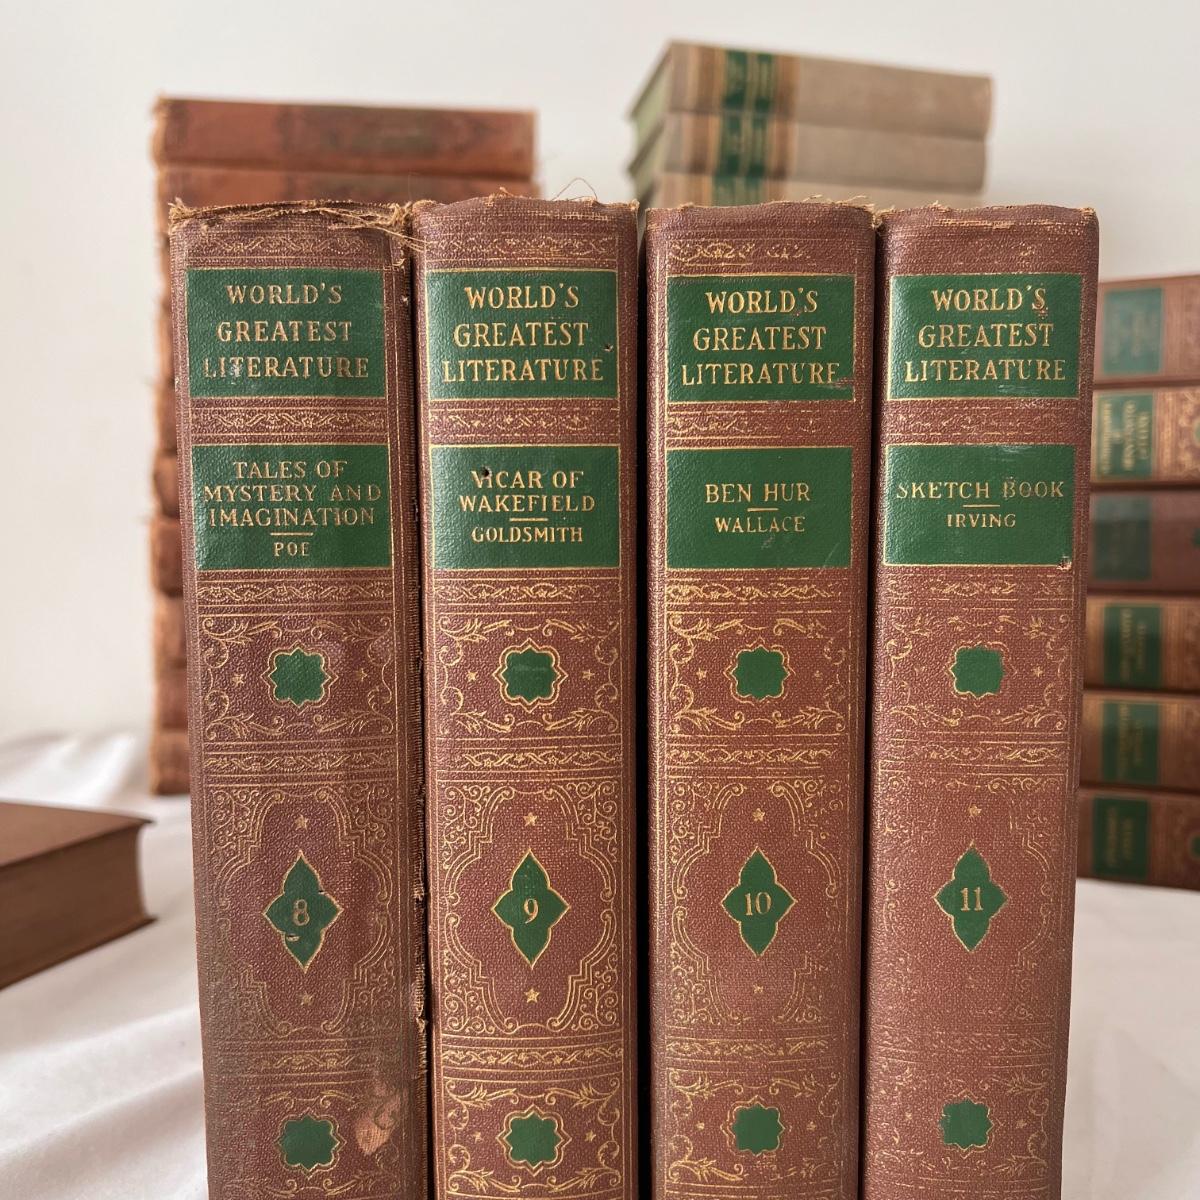 WORLD'S
GREATEST
LITERATURE
TALES OF
MYSTERY AND
IMAGINATION
POE
8
WORLD'S
GREATEST
LITERATURE
VICAR OF
WAKEFIELD
GOLDSMITH
9
WORLD'S
GREATEST
LITERATURE
BEN HUR
WALLACE
10
WORLD'S
GREATEST
LITERATURE
SKETCH BOOK
IRVING
11